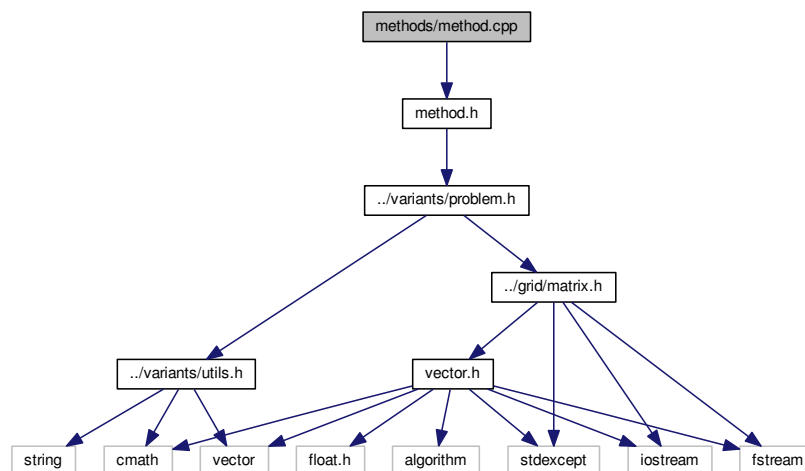 methods/method.cpp
method.h
../variants/problem.h
../grid/matrix.h
../variants/utils.h
vector.h
string
cmath
vector
float.h
algorithm
stdexcept
iostream
fstream